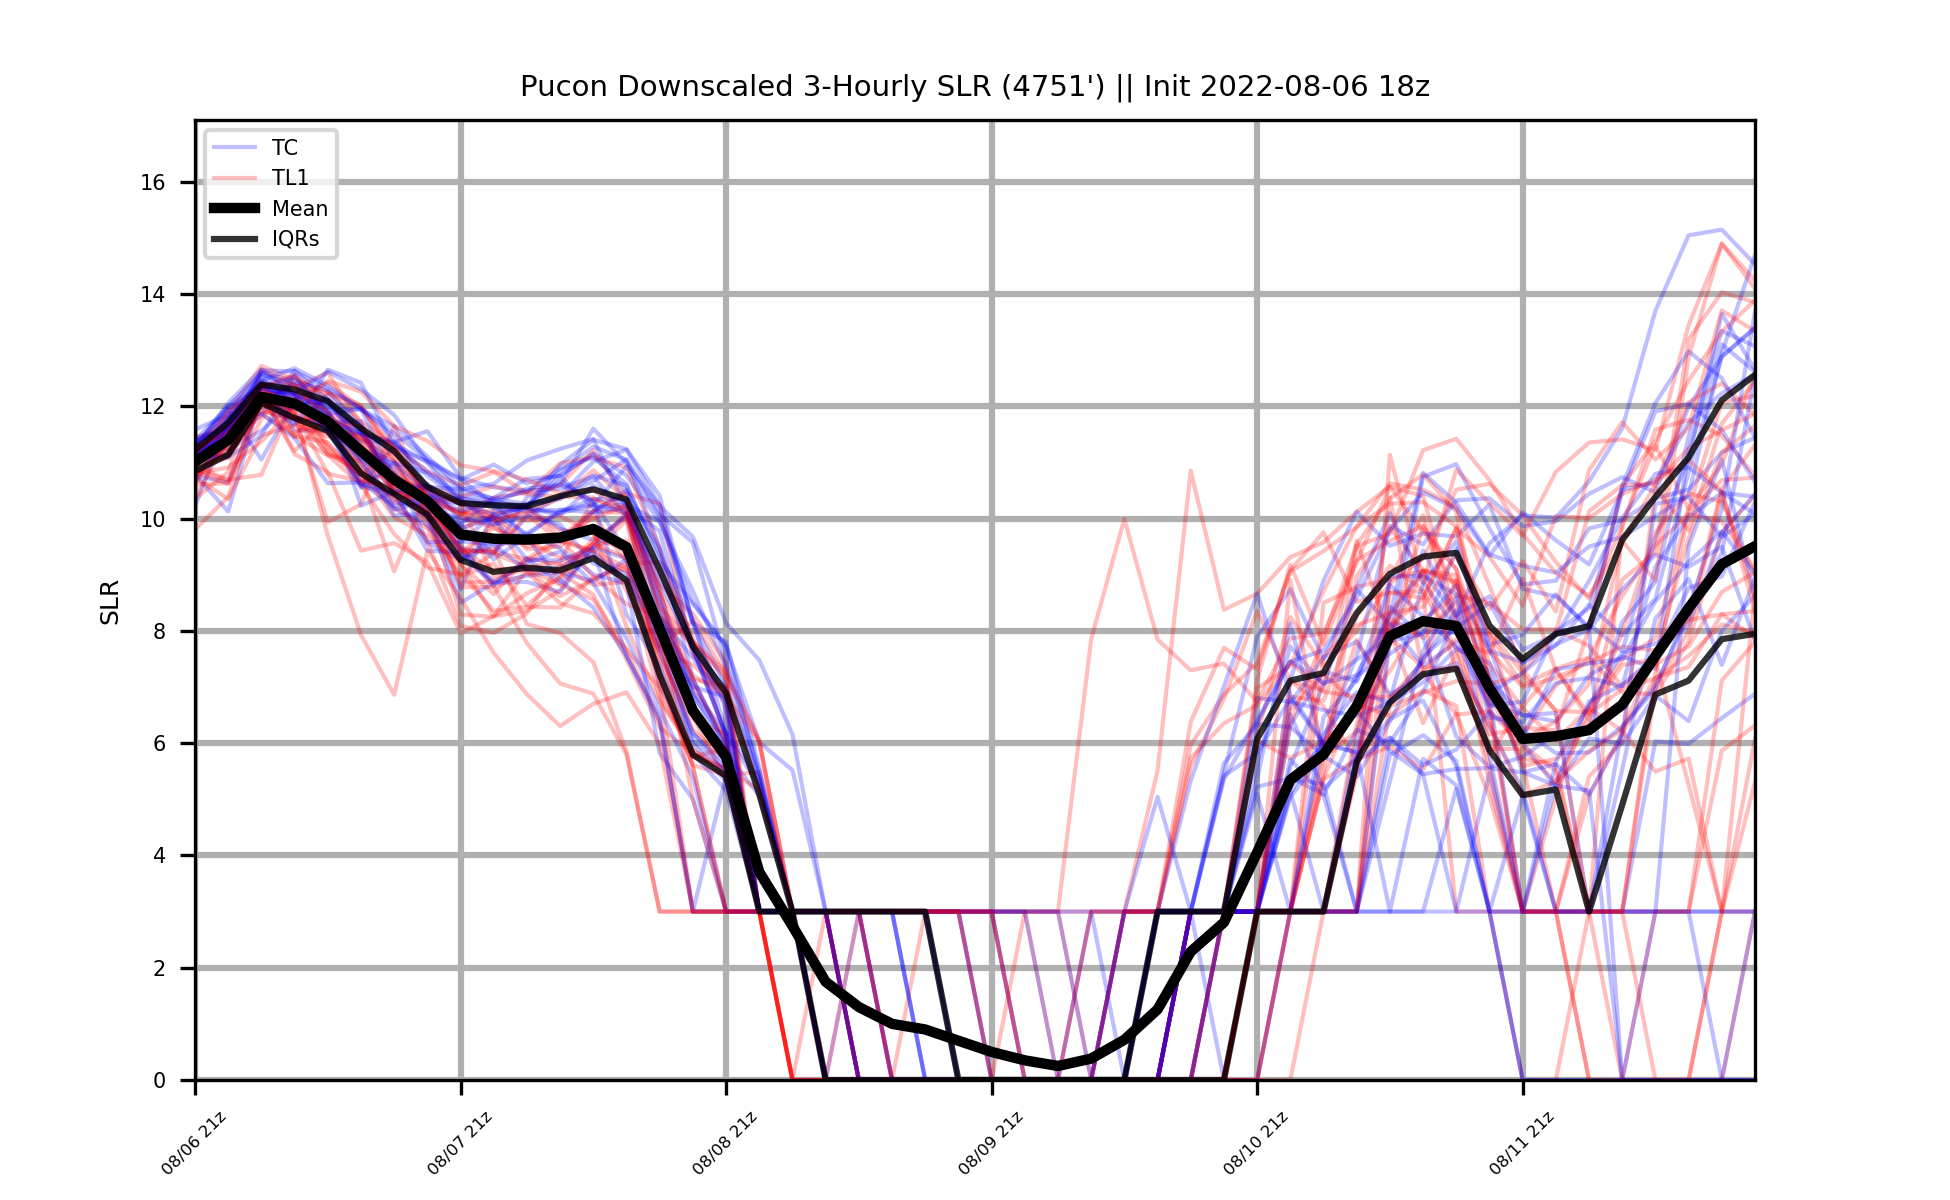 Pucon Downscaled 3-Hourly SLR (4751') || Init 2022-08-06 18z
TC
TL1
Mean
IQRs
SLR
16
14
12
10
8
6
4
2
0
08/06 21z
08/07 21z
08/08 21z
08/09 21z
08/10 21z
08/11 21z